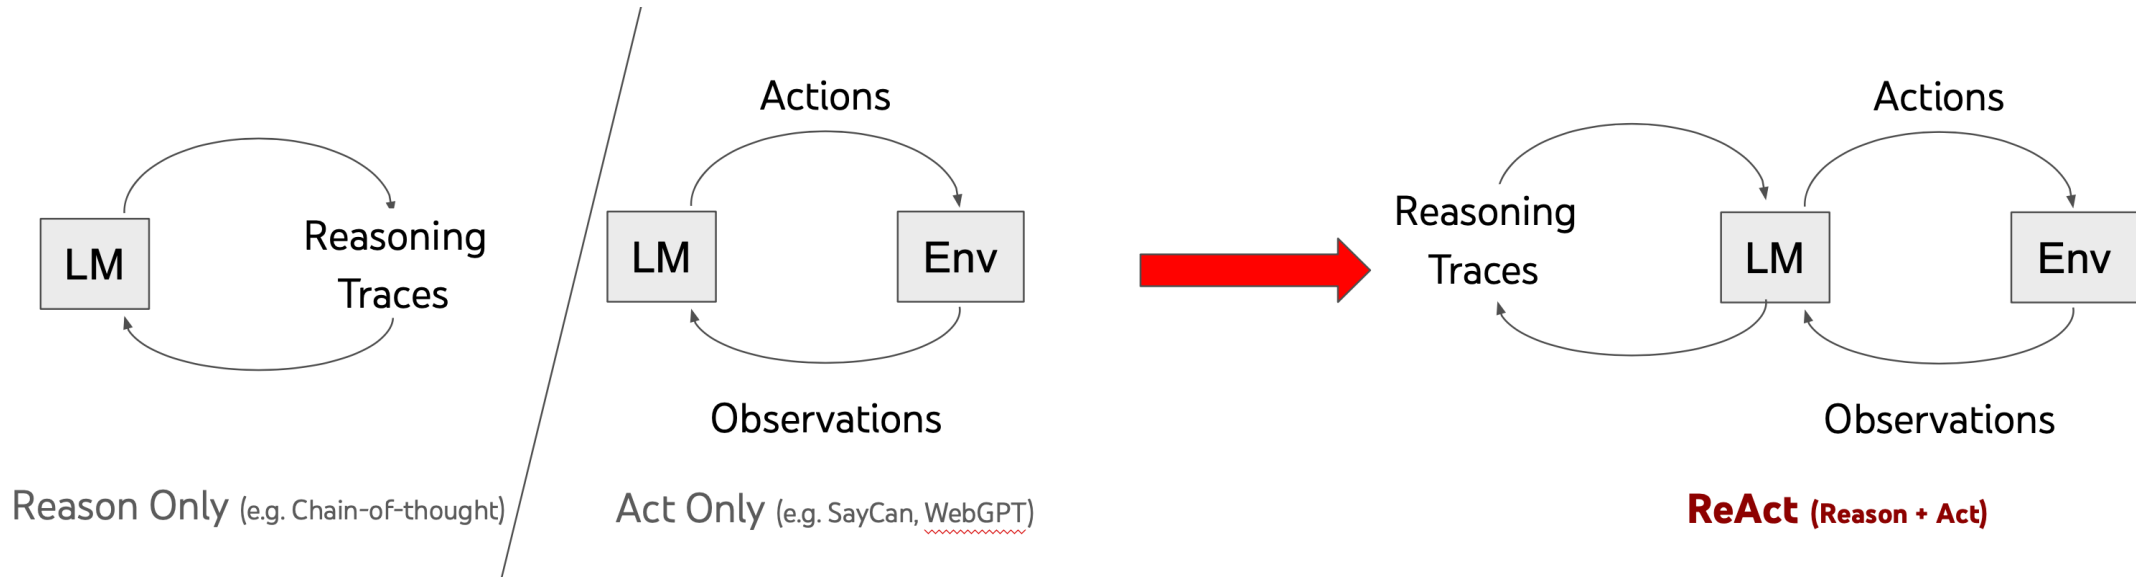 LM
Reasoning
Traces
Reason Only (e.g. Chain-of-thought)
Actions
LM
Env
Observations
Act Only (e.g. SayCan, WebGPT)
Actions
Reasoning
Traces
LM
Env
Observations
ReAct (Reason + Act)